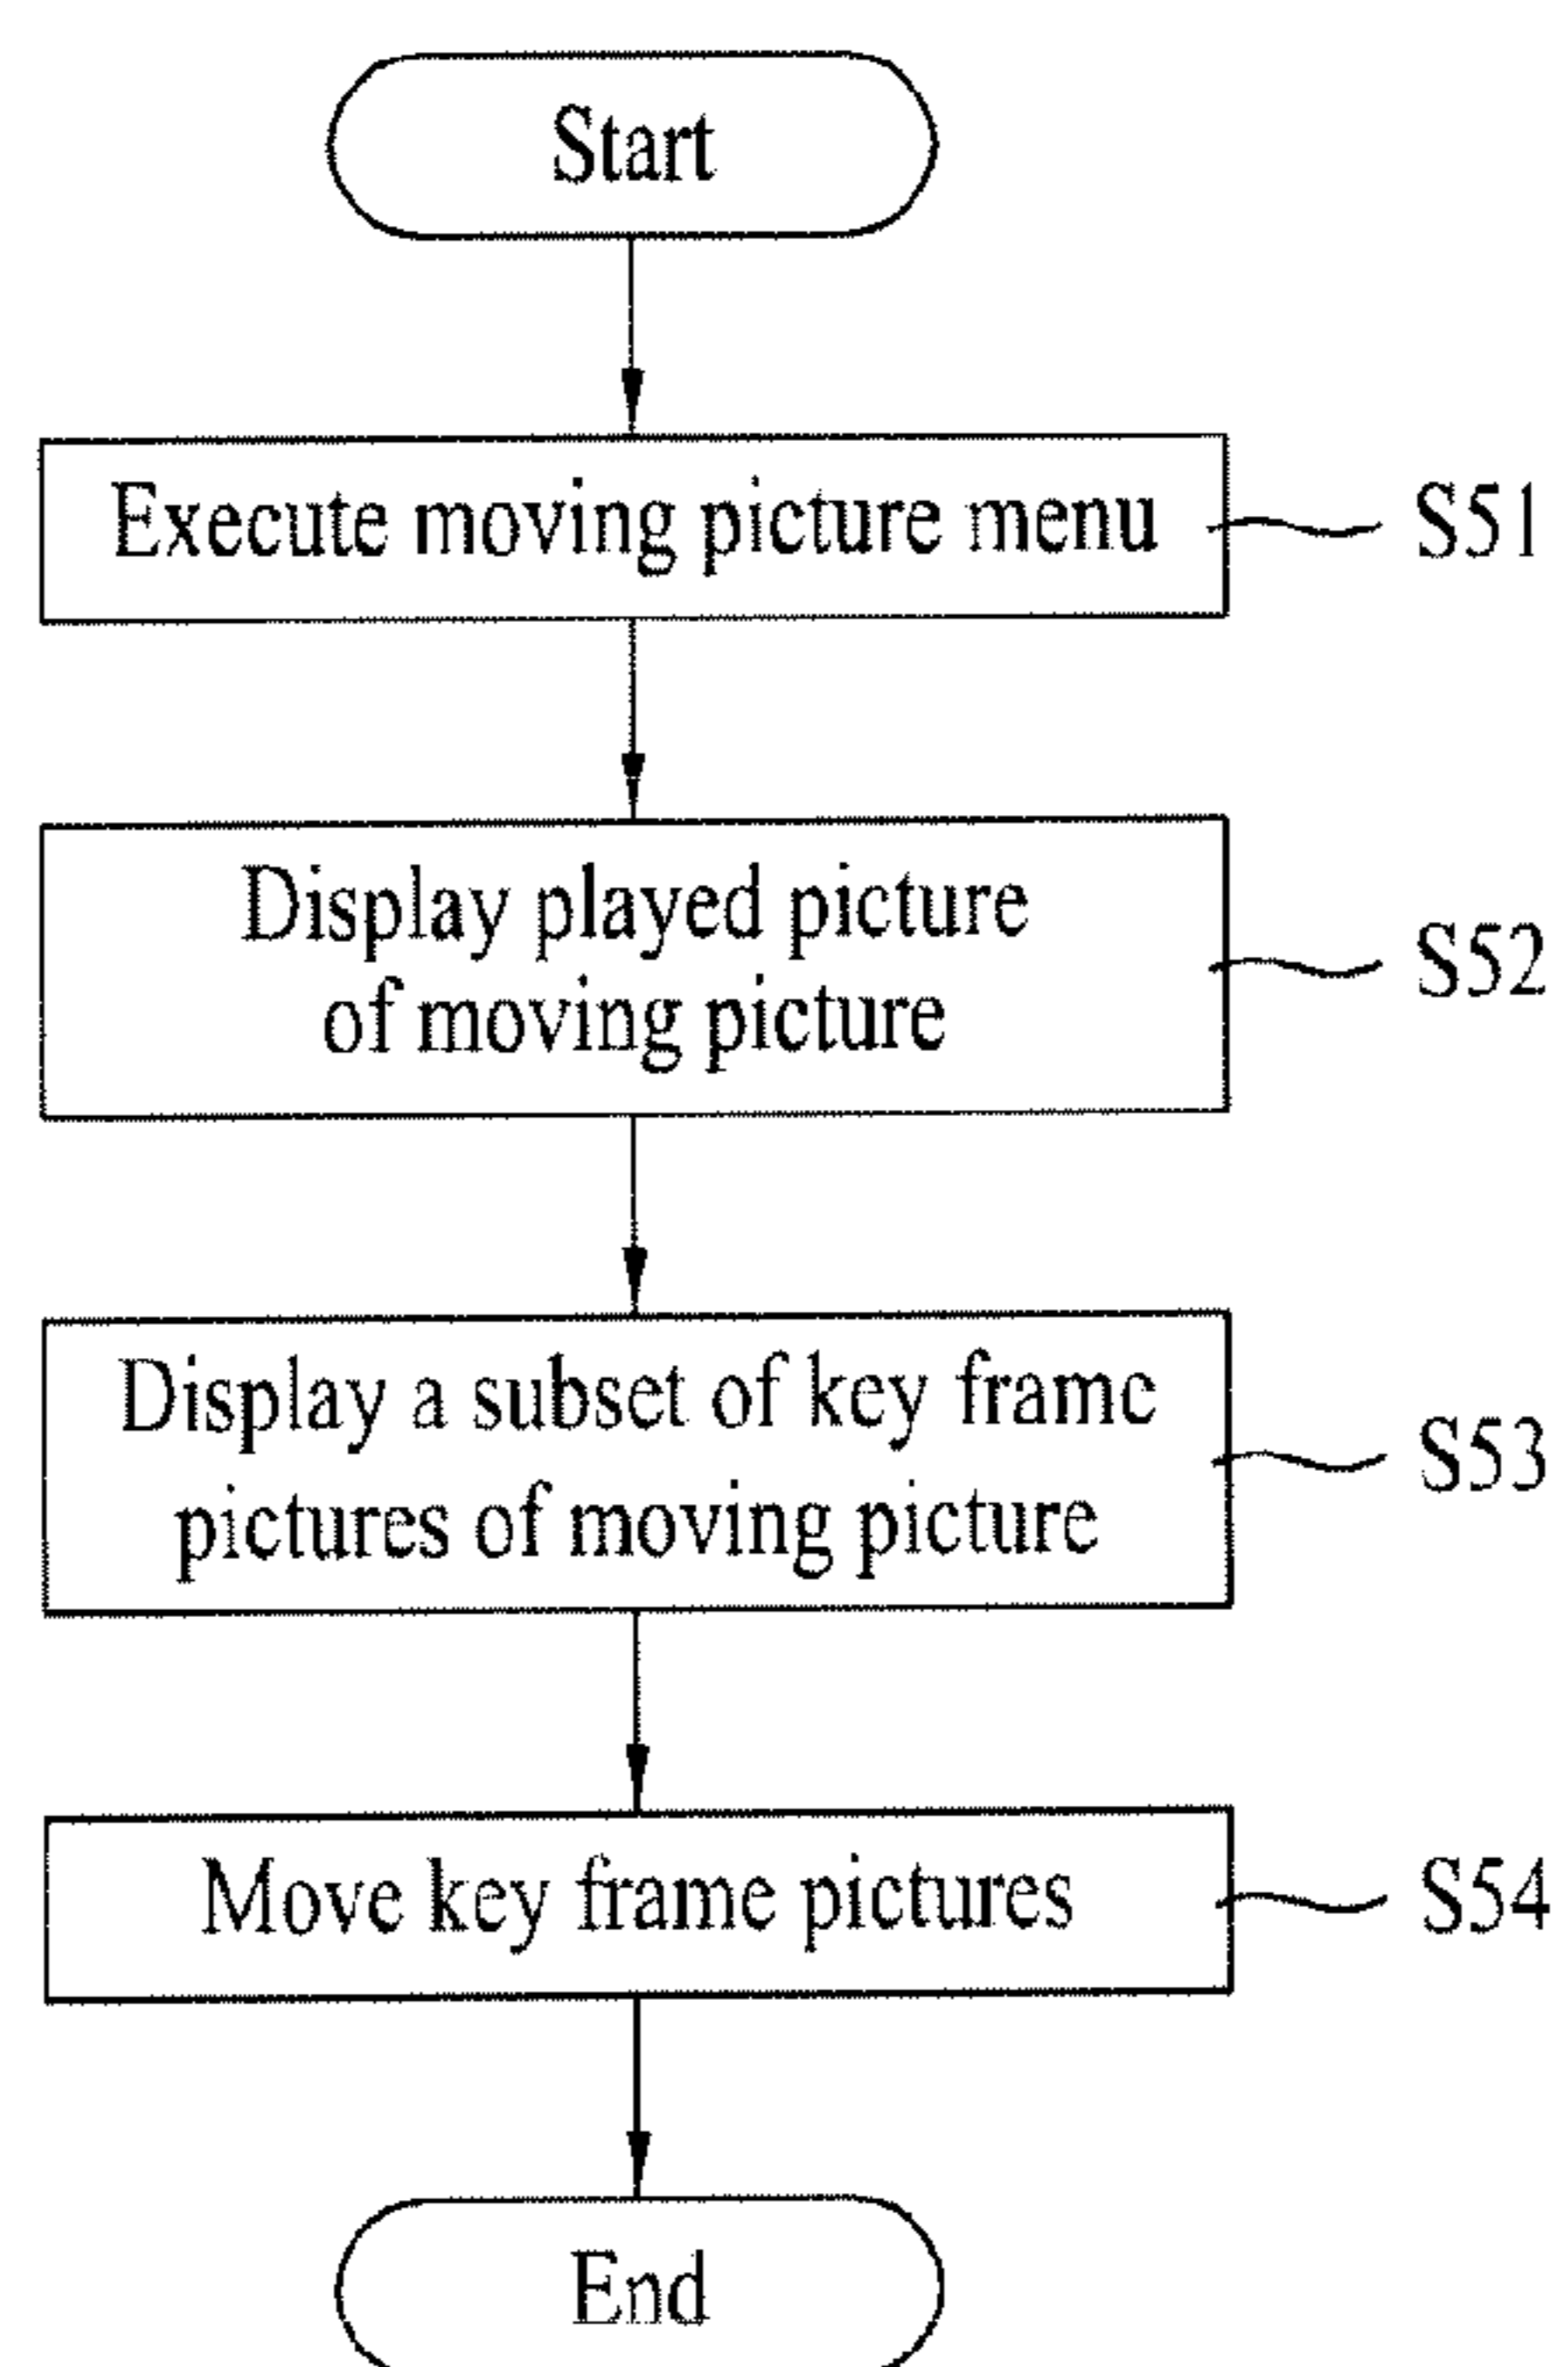 Start
Execute moving picture menu
S51
Display played picture
of moving picture
S52
Display a subset of key frame
pictures of moving picture
S53
Move key frame pictures
S54
End